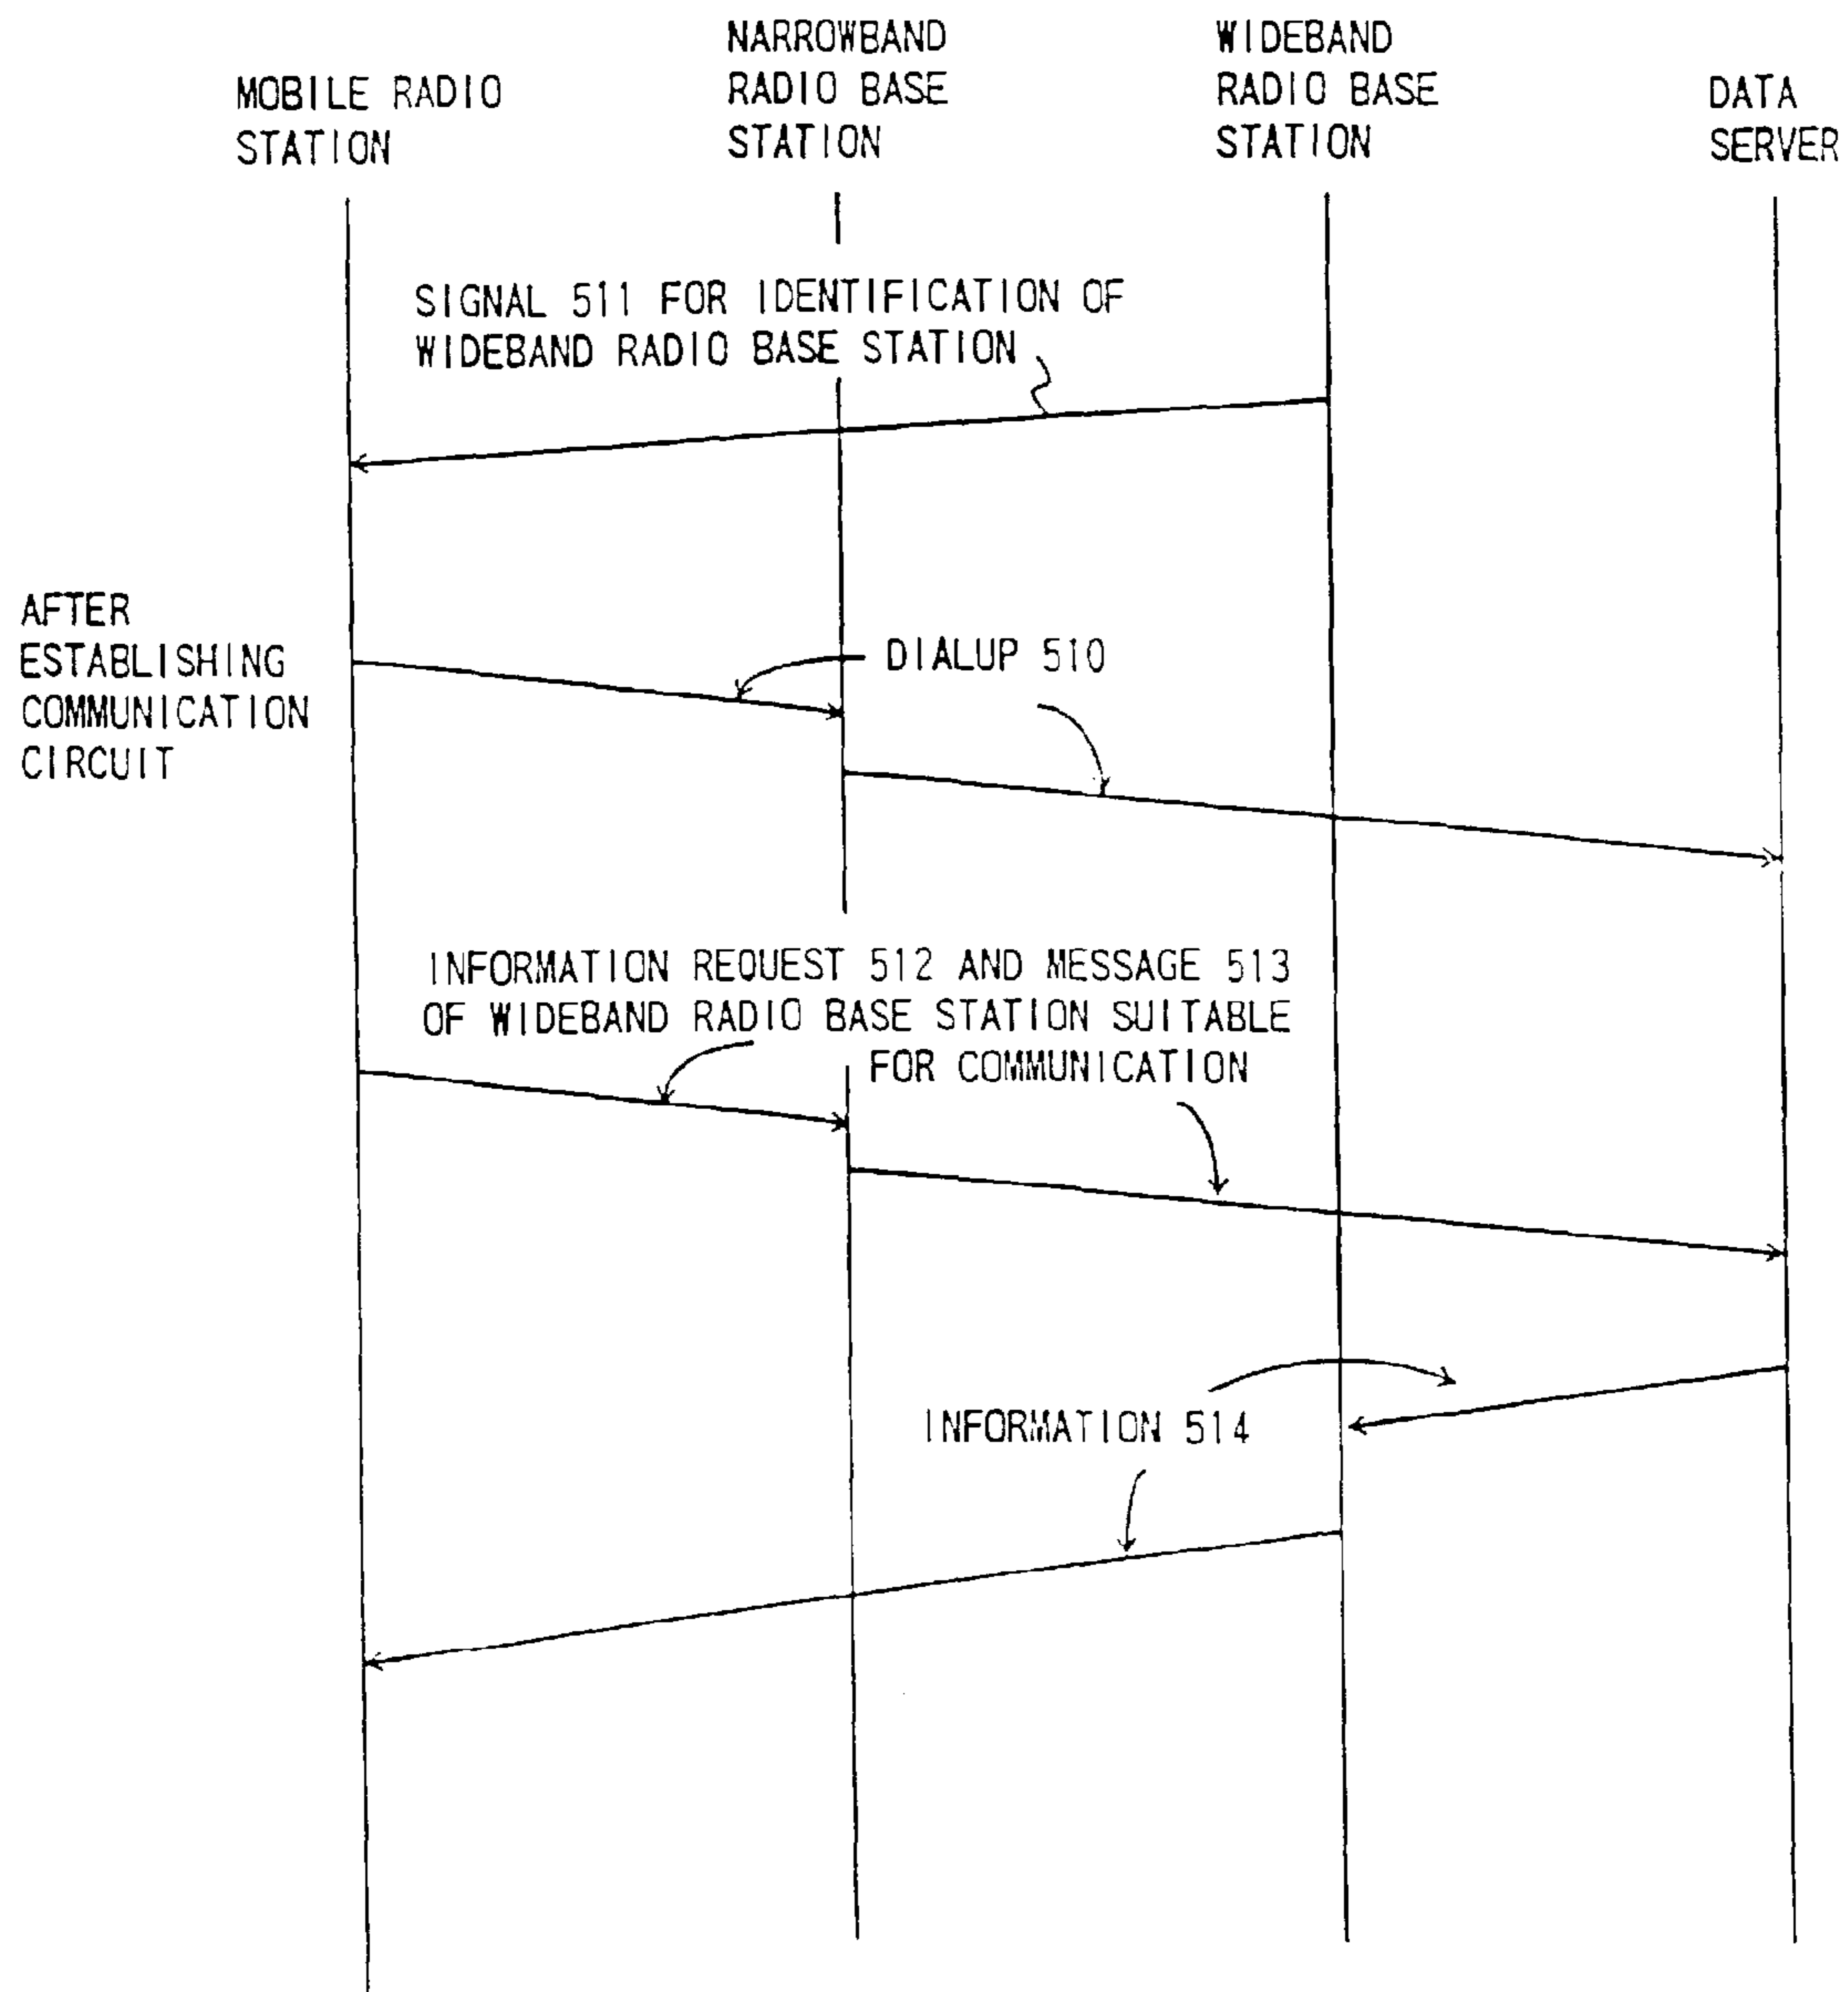 MOBILE RADIO
STATION
NARROWBAND
RADIO BASE
STATION
WIDEBAND
RADIO BASE
STATION
DATA
SERVER
SIGNAL 511 FOR IDENTIFICATION OF
WIDEBAND RADIO BASE STATION
AFTER
ESTABLISHING
COMMUNICATION
CIRCUIT
DIALUP 510
INFORMATION REQUEST 512 AND MESSAGE 513
OF WIDEBAND RADIO BASE STATION SUITABLE
FOR COMMUNICATION
INFORMATION 514